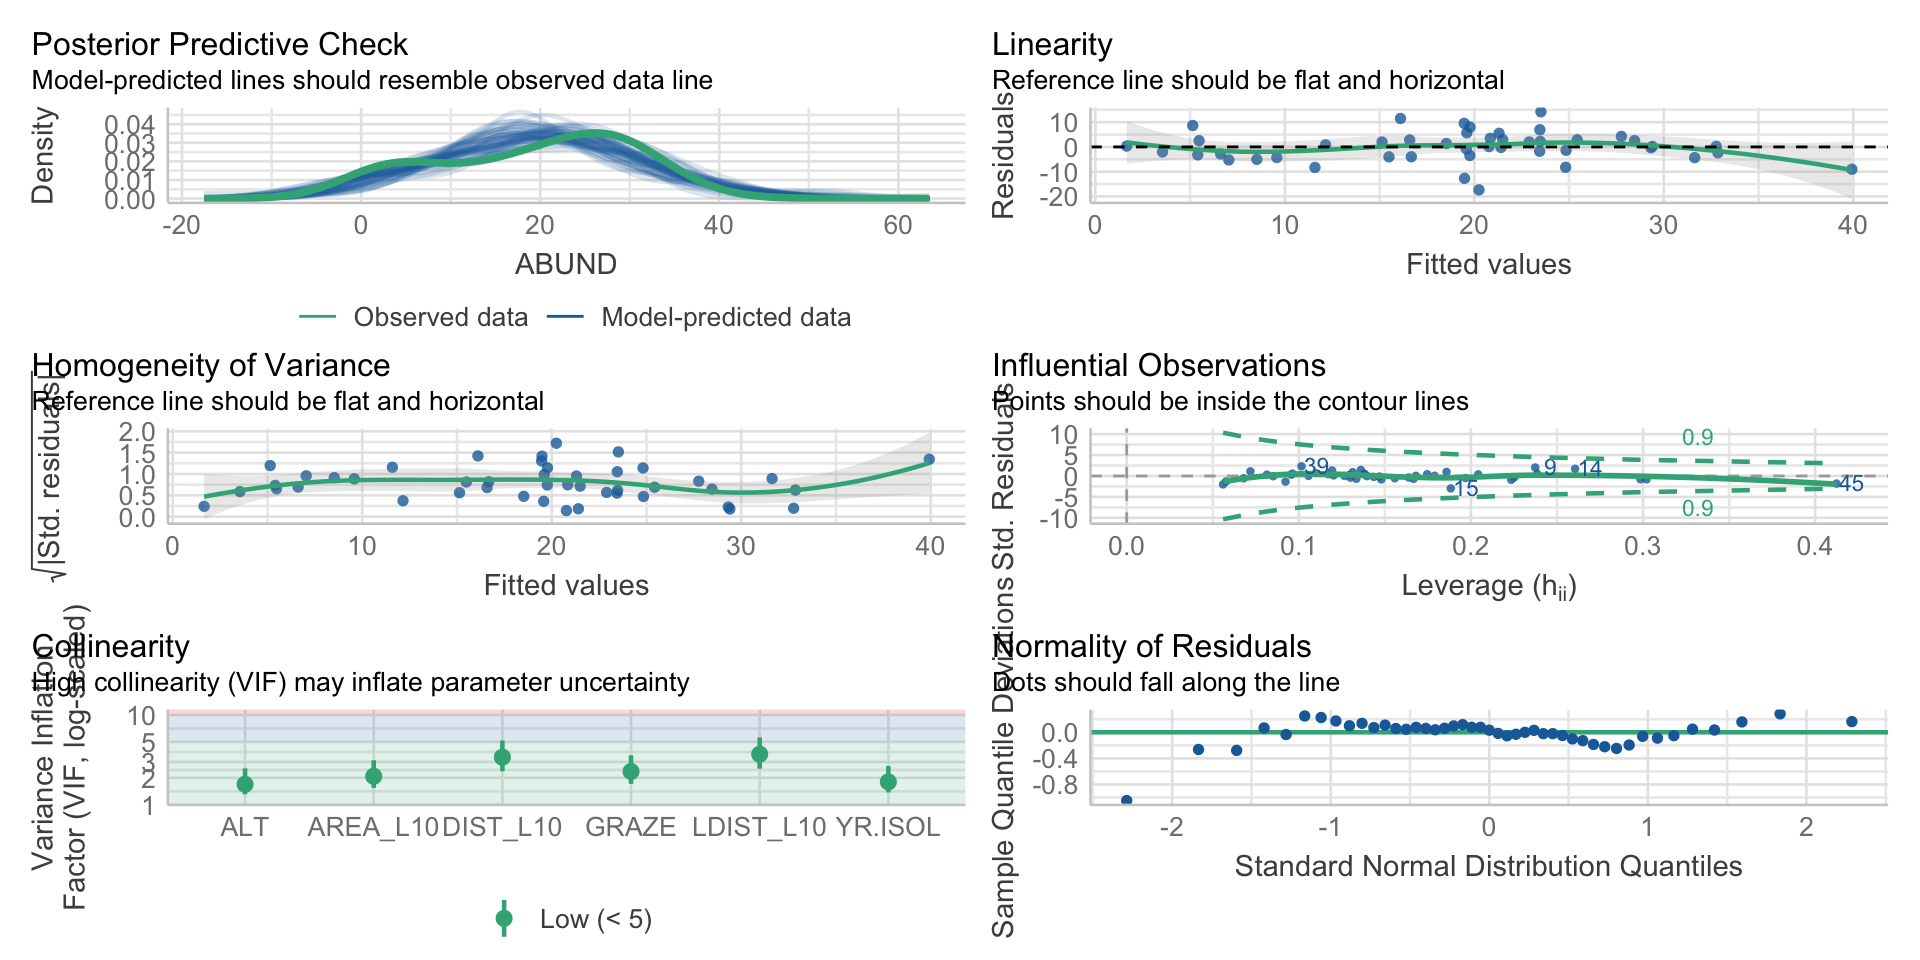 Posterior Predictive Check
Model-predicted lines should resemble observed data line
Density
0.04
0.03
0.02
0.01
0.00
-20 0 20 40 60
ABUND
Observed data Model-predicted data
Linearity
Reference line should be flat and horizontal
Residuals
10
0
-10
-20
0 10 20 30 40
Fitted values
Homogeneity of Variance
Reference line should be flat and horizontal
√|Std. residuals|
2.0
1.5
1.0
0.5
0.0
0 10 20 30 40
Fitted values
Influential Observations
Points should be inside the contour lines
Std. Residuals
10
5
0
-5
-10
0.9
39 9 14
15 45
0.9
0.0 0.1 0.2 0.3 0.4
Leverage (hii)
Collinearity
High collinearity (VIF) may inflate parameter uncertainty
Variance Inflation
Factor (VIF, log-scaled)
10
5
3
2
1
ALT AREA_L10 DIST_L10 GRAZE LDIST_L10 YR.ISOL
Low (< 5)
Normality of Residuals
Dots should fall along the line
Sample Quantile Deviations
0.0
-0.4
-0.8
-2 -1 0 1 2
Standard Normal Distribution Quantiles